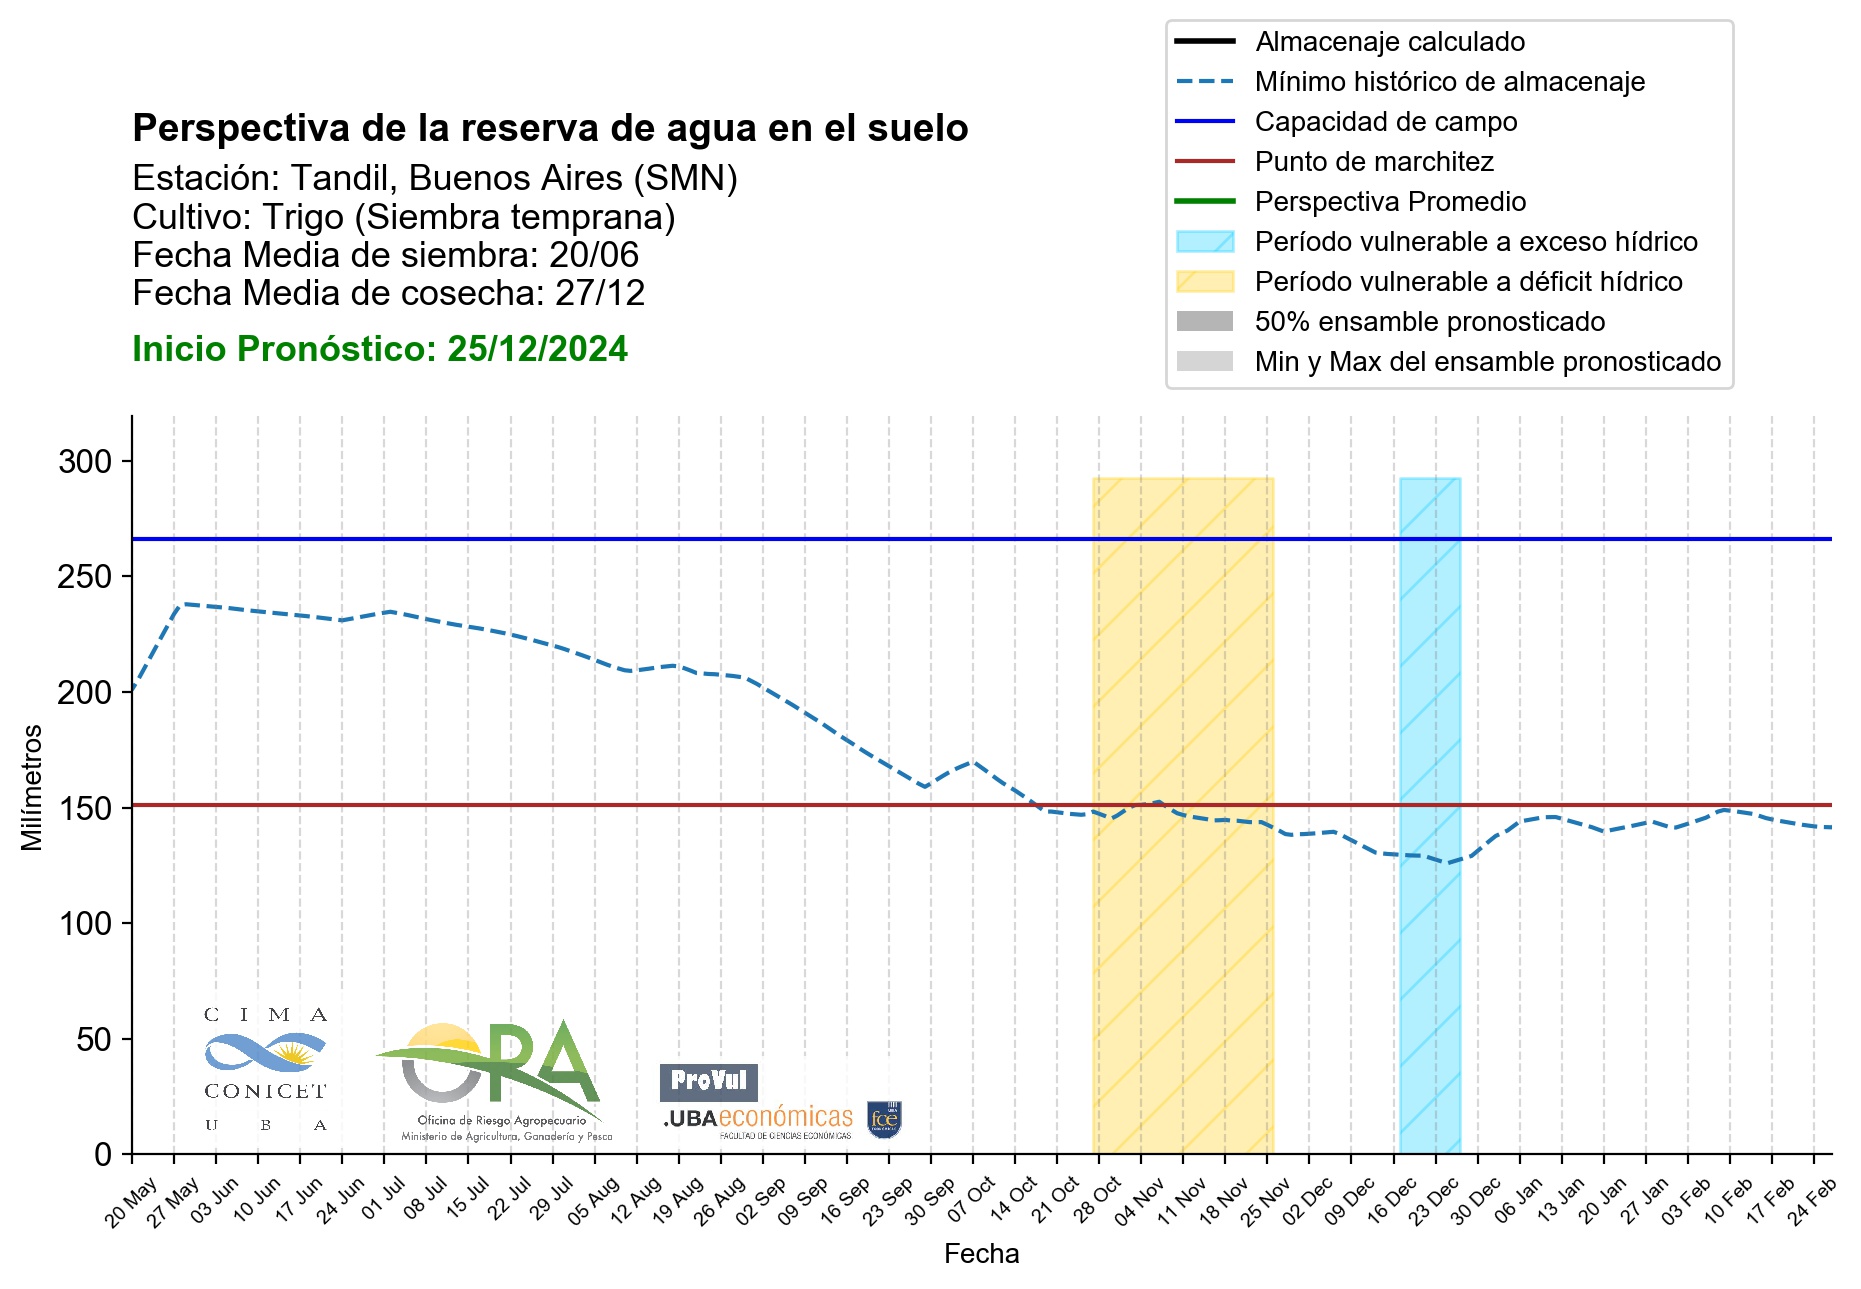 Almacenaje calculado
Mínimo histórico de almacenaje
Capacidad de campo
Punto de marchitez
Perspectiva Promedio
Período vulnerable a exceso hídrico
Período vulnerable a déficit hídrico
50% ensamble pronosticado
Min y Max del ensamble pronosticado
Perspectiva de la reserva de agua en el suelo
Estación: Tandil, Buenos Aires (SMN)
Cultivo: Trigo (Siembra temprana)
Fecha Media de siembra: 20/06
Fecha Media de cosecha: 27/12
Inicio Pronóstico: 25/12/2024
300
250
200
150
100
50
0
Milímetros
CIMA
CONICET
UBA
ORA
Oficina de Riesgo Agropecuario
Ministerio de Agricultura, Ganadería y Pesca
ProVul
.UBAeconómicas
FACULTAD DE CIENCIAS ECONÓMICAS
fce
20 May
27 May
03 Jun
10 Jun
17 Jun
24 Jun
01 Jul
08 Jul
15 Jul
22 Jul
29 Jul
05 Aug
12 Aug
19 Aug
26 Aug
02 Sep
09 Sep
16 Sep
23 Sep
30 Sep
07 Oct
14 Oct
21 Oct
28 Oct
04 Nov
11 Nov
18 Nov
25 Nov
02 Dec
09 Dec
16 Dec
23 Dec
30 Dec
06 Jan
13 Jan
20 Jan
27 Jan
03 Feb
10 Feb
17 Feb
24 Feb
Fecha